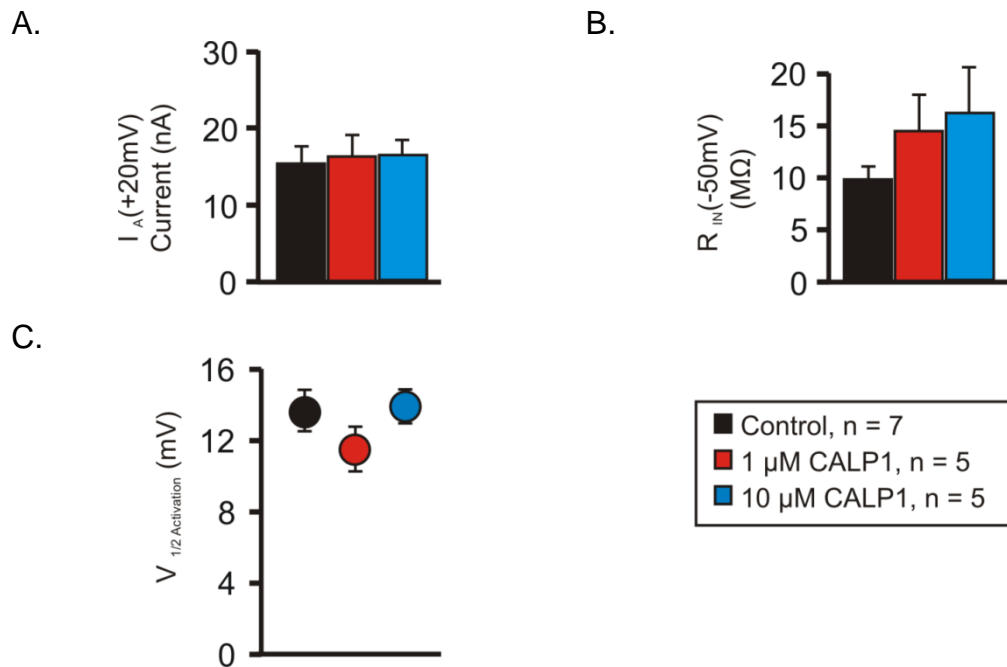 A.
I A (+20mV)
Current (nA)
30
20
10
0
B.
R IN (-50mV)
(MΩ)
20
15
10
5
0
C.
V 1/2 Activation (mV)
16
12
8
4
0
Control, n = 7
1 µM CALP1, n = 5
10 µM CALP1, n = 5